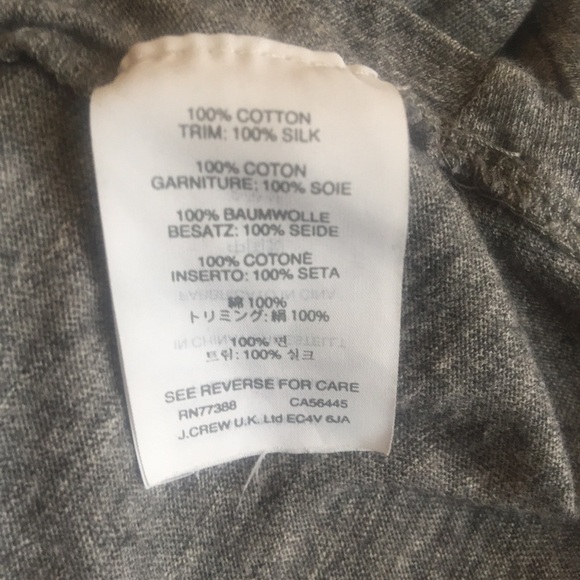 100% COTTON
TRIM: 100% SILK
100% COTON
GARNITURE: 100% SOIE
100% BAUMWOLLE
BESATZ: 100% SEIDE
100% COTONE
INSERTO: 100% SETA
綿 100%
トリミング: 絹 100%
100% 면
트림: 100% 실크
SEE REVERSE FOR CARE
RN77388 CA56445
J.CREW U.K. Ltd EC4V 6JA